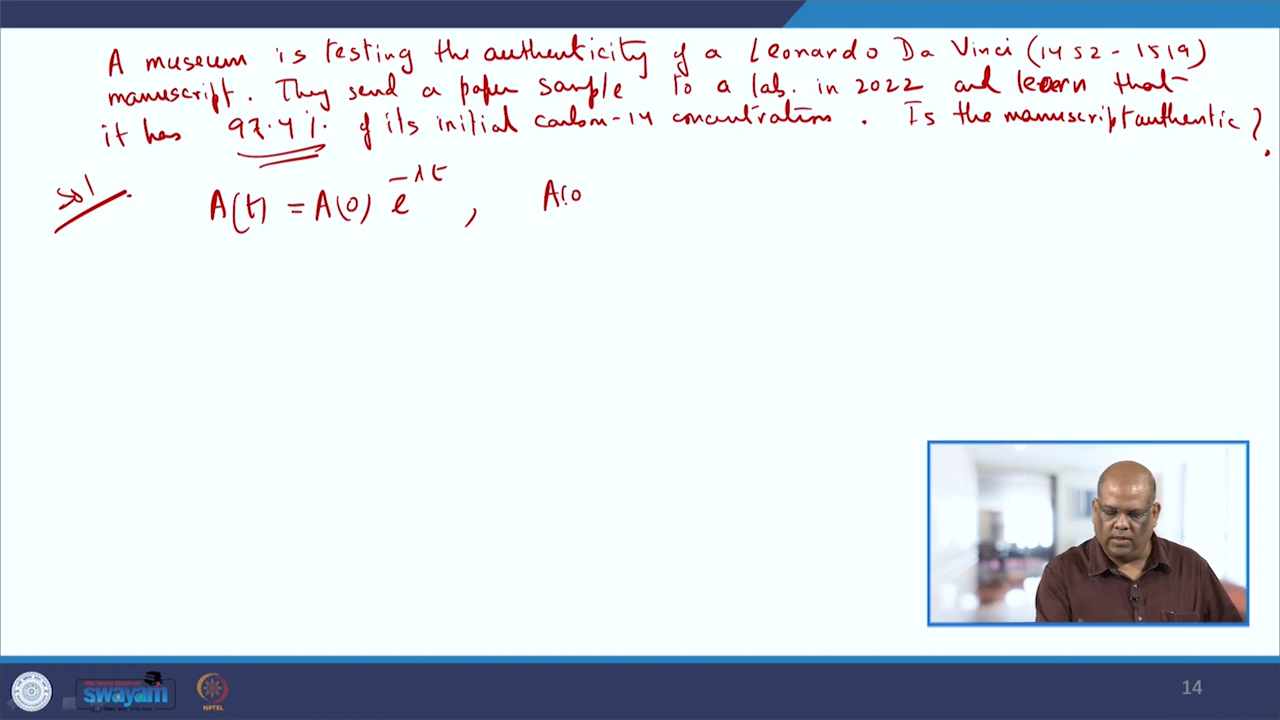 A museum is testing the authenticity of a Leonardo Da Vinci (1452 - 1519)
manuscript. They send a paper sample to a lab. in 2022 and learn that
it has 97.4%. of its initial carbon-14 concentration. Is the manuscript authentic?
Sol
A(t) = A(0) e^-λt , A(0
14
swayam
NPTEL